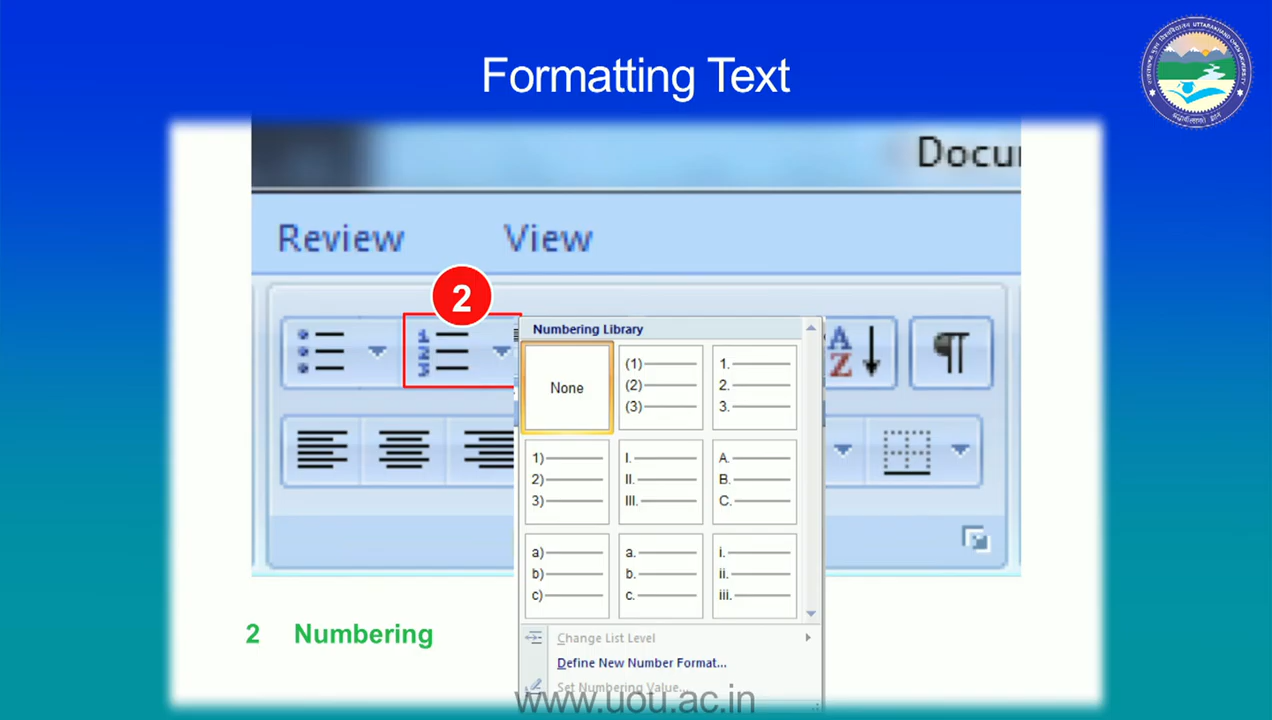 Formatting Text
Docu
Review View
2
Numbering Library
None
(1)
(2)
(3)
1.
2.
3.
1)
2)
3)
I.
II.
III.
A.
B.
C.
a)
b)
c)
a.
b.
c.
i.
ii.
iii.
Change List Level
Define New Number Format...
Set Numbering Value...
2 Numbering
www.uou.ac.in